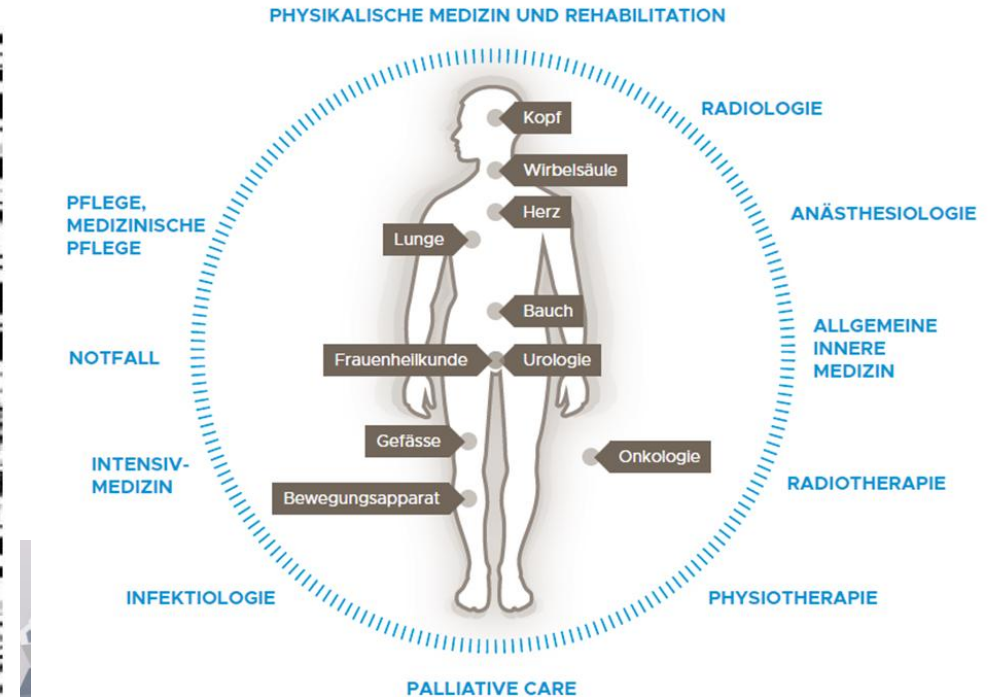 PHYSIKALISCHE MEDIZIN UND REHABILITATION
RADIOLOGIE
Kopf
Wirbelsäule
PFLEGE,
MEDIZINISCHE
PFLEGE
Herz
ANÄSTHESIOLOGIE
Lunge
Bauch
ALLGEMEINE
INNERE
MEDIZIN
NOTFALL
Frauenheilkunde
Urologie
Gefässe
Onkologie
INTENSIV-
MEDIZIN
RADIOTHERAPIE
Bewegungsapparat
INFEKTIOLOGIE
PHYSIOTHERAPIE
PALLIATIVE CARE